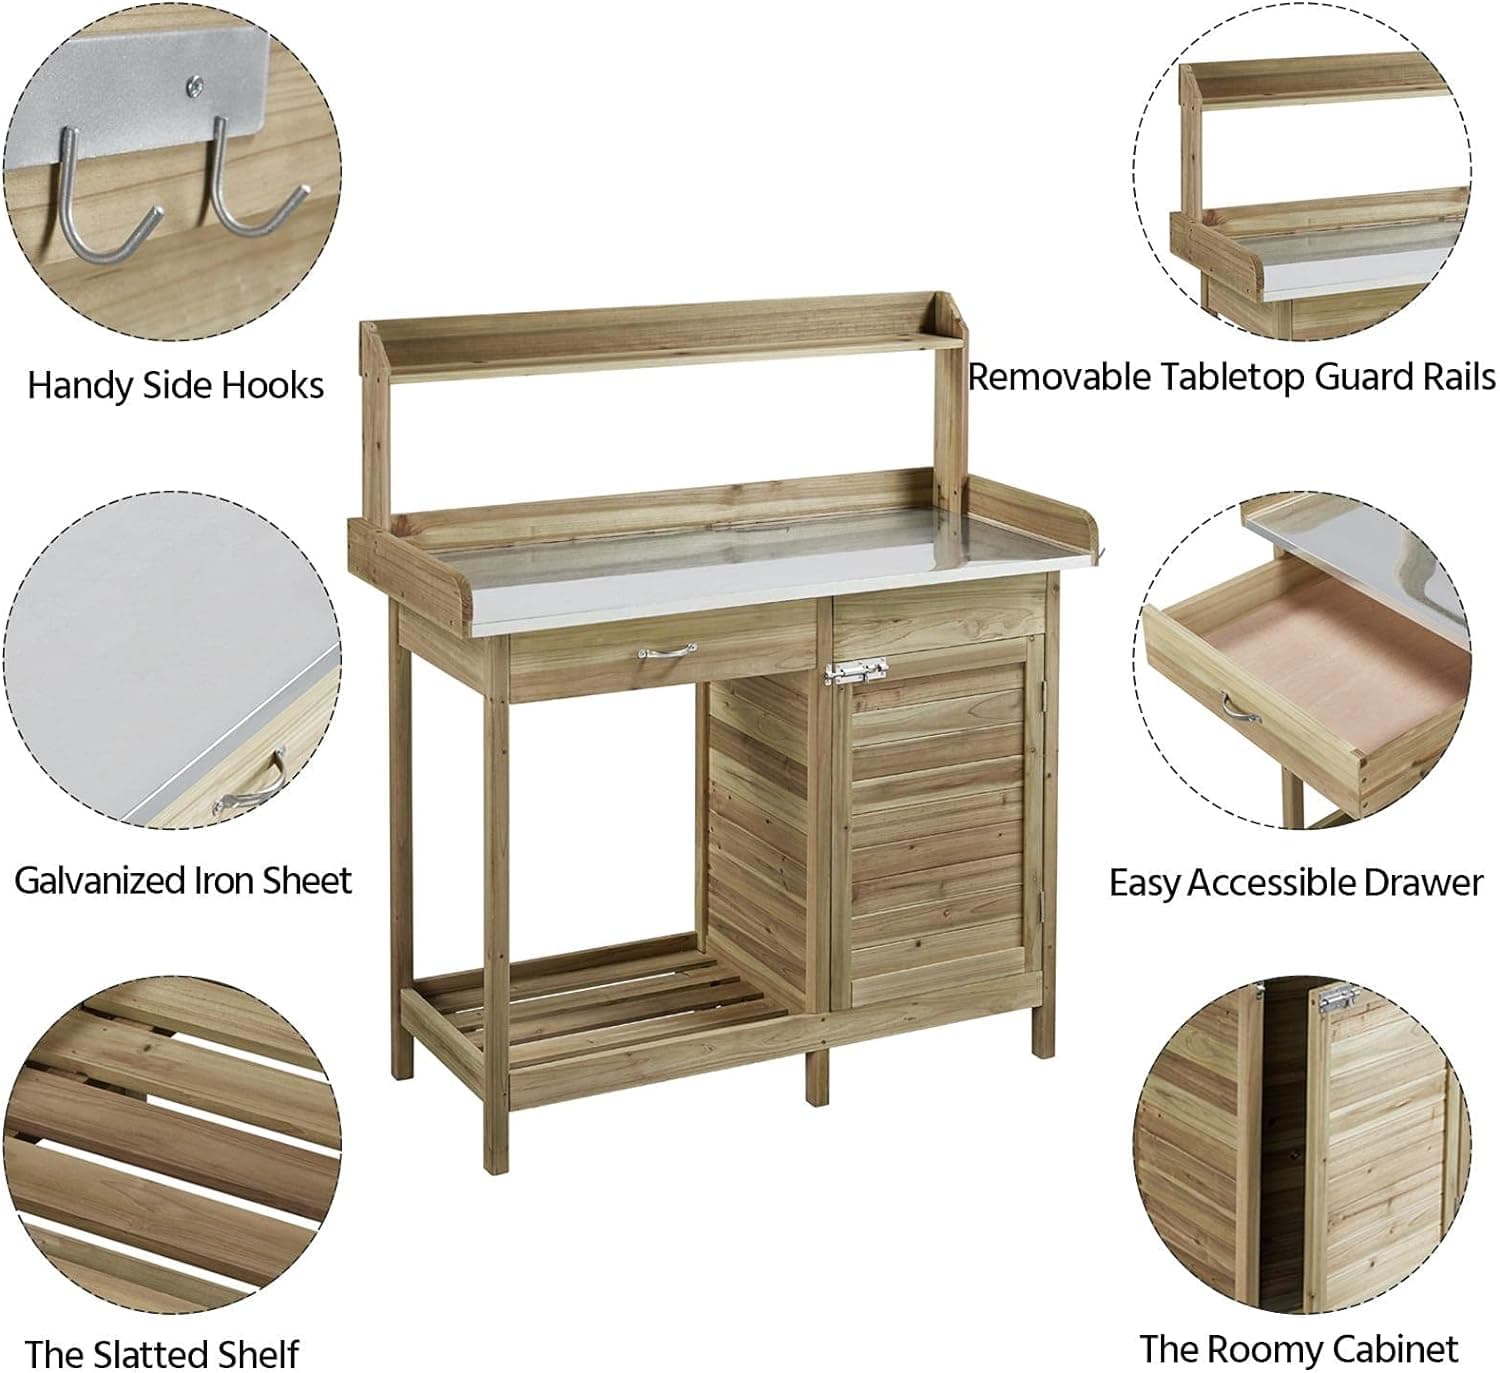 Handy Side Hooks
Removable Tabletop Guard Rails
Galvanized Iron Sheet
Easy Accessible Drawer
The Slatted Shelf
The Roomy Cabinet